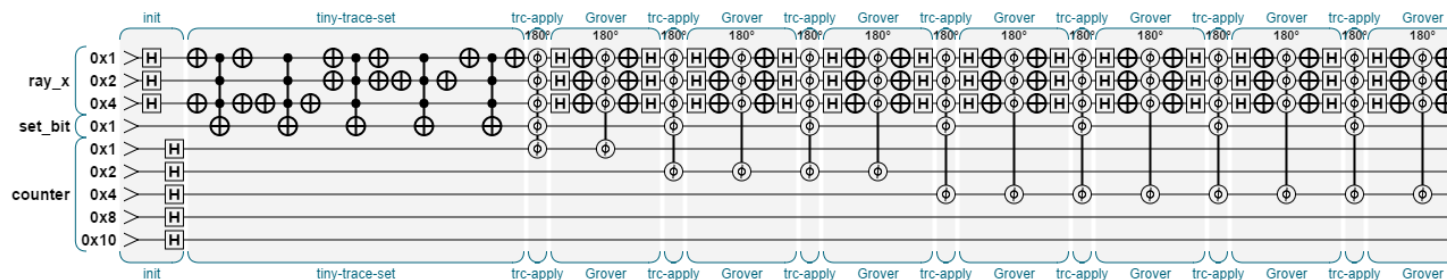 init tiny-trace-set trc-apply Grover trc-apply Grover trc-apply Grover trc-apply Grover trc-apply Grover trc-apply Grover trc-apply Grover
180° 180° 180° 180° 180° 180° 180° 180° 180° 180° 180° 180° 180° 180°
ray_x
0x1 H H H H H H H H H H H H H H
0x2 H H H H H H H H H H H H H H
0x4 H H H H H H H H H H H H H H
set_bit 0x1
counter
0x1 H
0x2 H
0x4 H
0x8 H
0x10 H
init tiny-trace-set trc-apply Grover trc-apply Grover trc-apply Grover trc-apply Grover trc-apply Grover trc-apply Grover trc-apply Grover